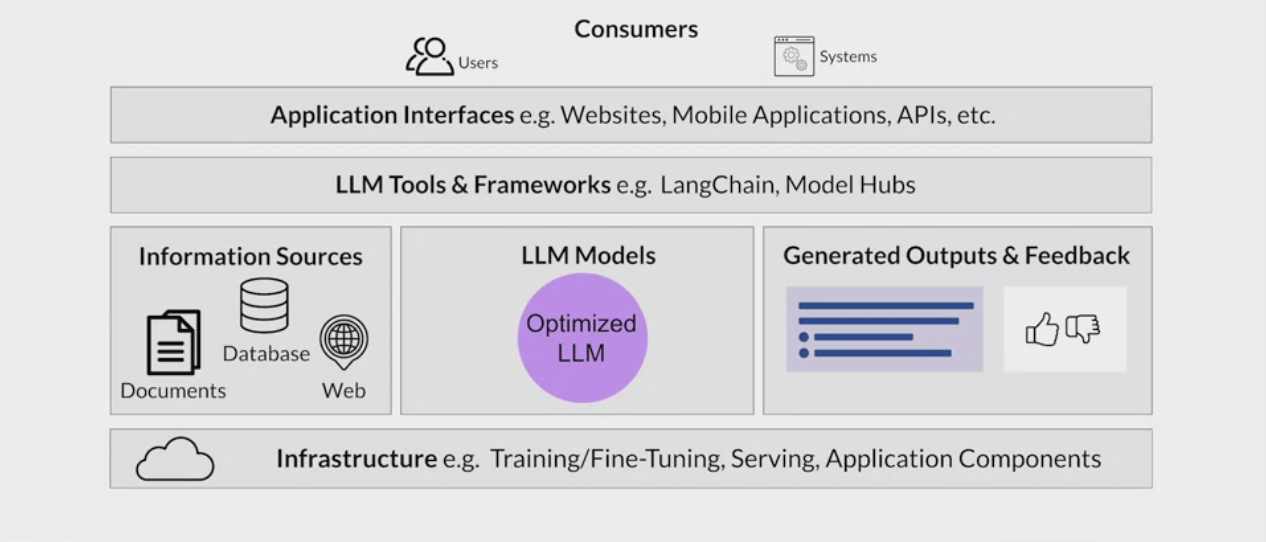 Consumers
Users
Systems
Application Interfaces e.g. Websites, Mobile Applications, APIs, etc.
LLM Tools & Frameworks e.g. LangChain, Model Hubs
Information Sources
Documents
Database
Web
LLM Models
Optimized
LLM
Generated Outputs & Feedback
Infrastructure e.g. Training/Fine-Tuning, Serving, Application Components